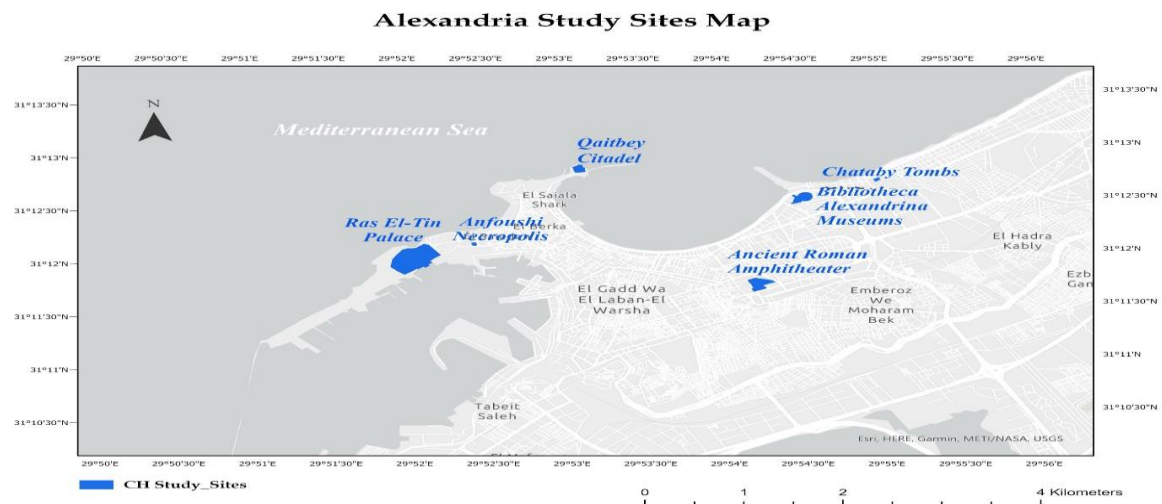 Alexandria Study Sites Map
29°50'E 29°50'30"E 29°51'E 29°51'30"E 29°52'E 29°52'30"E 29°53'E 29°53'30"E 29°54'E 29°54'30"E 29°55'E 29°55'30"E 29°56'E
31°13'30"N
31°13'N
31°12'30"N
31°12'N
31°11'30"N
31°11'N
31°10'30"N
N
Mediterranean Sea
Qaitbey
Citadel
El Saiala
Shark
Chataby Tombs
Bibliotheca
Alexandrina
Museums
Ras El-Tin
Palace
Anfoushi
Necropolis
El Berka
Ancient Roman
Amphitheater
El Hadra
Kably
El Gadd Wa
El Laban-El
Warsha
Emberoz
We
Moharam
Bek
Ezb
Gan
Tabeit
Saleh
Esri, HERE, Garmin, METI/NASA, USGS
31°13'30"N
31°13'N
31°12'30"N
31°12'N
31°11'30"N
31°11'N
31°10'30"N
29°50'E 29°50'30"E 29°51'E 29°51'30"E 29°52'E 29°52'30"E 29°53'E 29°53'30"E 29°54'E 29°54'30"E 29°55'E 29°55'30"E 29°56'E
CH Study_Sites
0 1 2 4 Kilometers